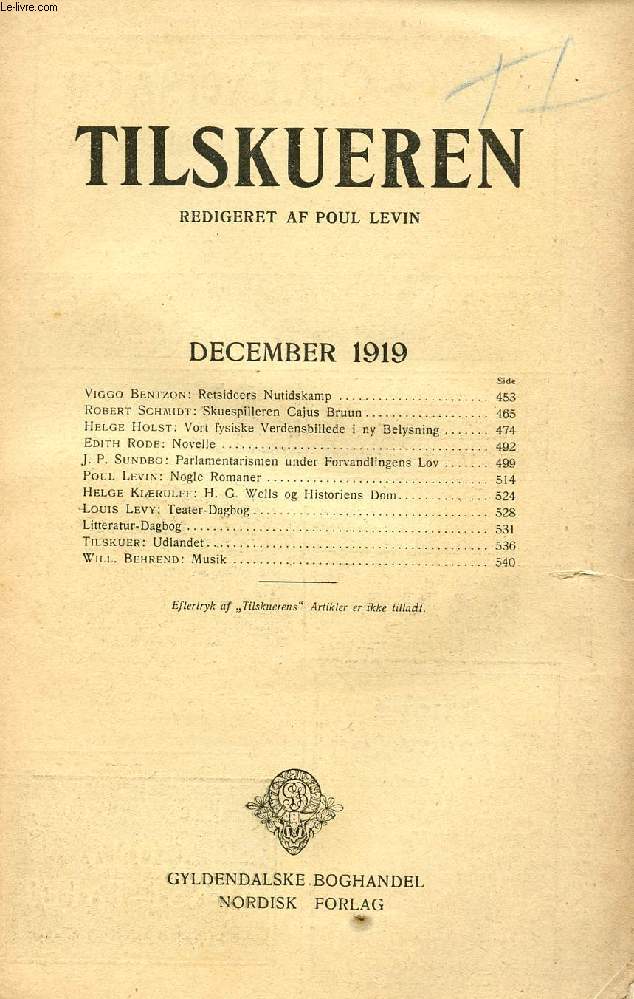 Le-livre.com
TILSKUEREN
REDIGERET AF POUL LEVIN
DECEMBER 1919
Side
VIGGO BENTZON: Retsideers Nutidskamp 453
ROBERT SCHMIDT: Skuespilleren Cajus Bruun 465
HELGE HOLST: Vort fysiske Verdensbillede i ny Belysning 474
EDITH RODE: Novelle 492
J. P. SUNDBO: Parlamentarismen under Forvandlingens Lov 499
POUL LEVIN: Nogle Romaner 514
HELGE KIÆRULFF: H. G. Wells og Historiens Dom 524
LOUIS LEVY: Teater-Dagbog 528
Litteratur-Dagbog 531
TILSKUER: Udlandet 536
WILL. BEHREND: Musik 540
Eftertryk af „Tilskuerens“ Artikler er ikke tilladt.
GYLDENDALSKE BOGHANDEL
NORDISK FORLAG